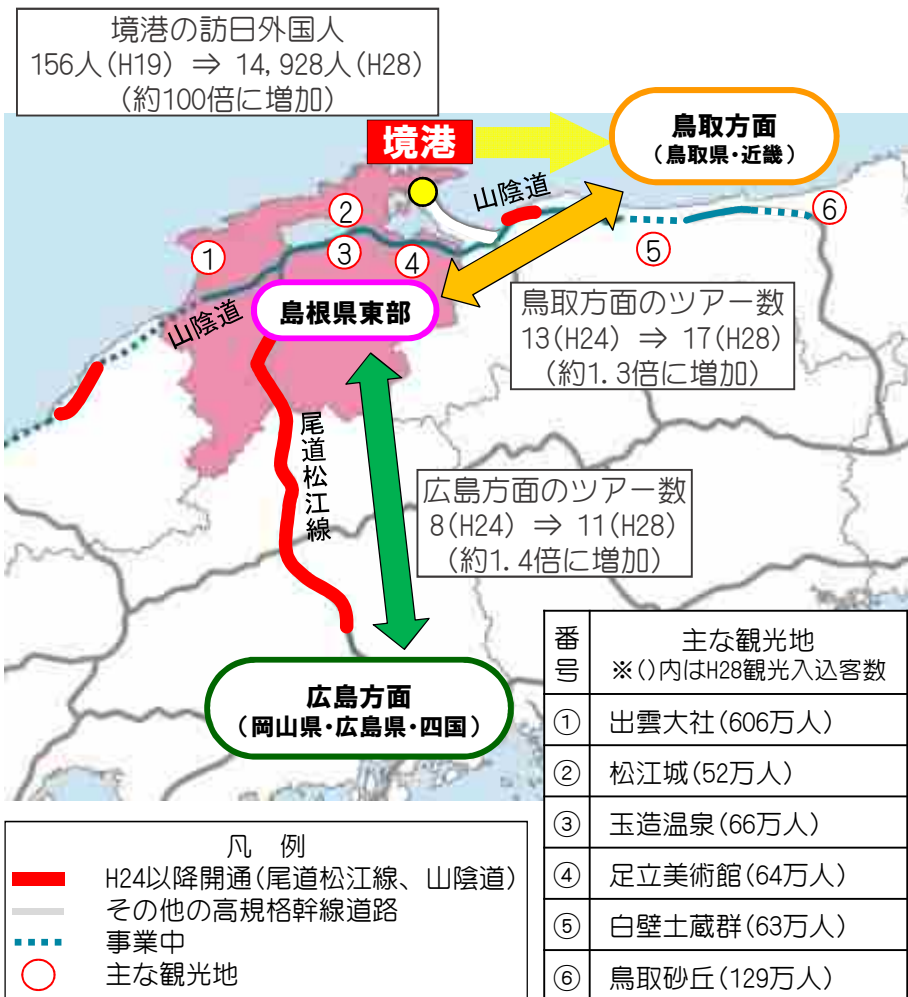 境港の訪日外国人
156人(H19) ⇒ 14,928人(H28)
(約100倍に増加)
境港
鳥取方面
(鳥取県・近畿)
山陰道
①
②
③
④
⑤
⑥
山陰道
島根県東部
鳥取方面のツアー数
13(H24) ⇒ 17(H28)
(約1.3倍に増加)
尾道松江線
広島方面のツアー数
8(H24) ⇒ 11(H28)
(約1.4倍に増加)
広島方面
(岡山県・広島県・四国)
番号 主な観光地
※()内はH28観光入込客数
① 出雲大社(606万人)
② 松江城(52万人)
③ 玉造温泉(66万人)
④ 足立美術館(64万人)
⑤ 白壁土蔵群(63万人)
⑥ 鳥取砂丘(129万人)
凡 例
H24以降開通(尾道松江線、山陰道)
その他の高規格幹線道路
事業中
主な観光地